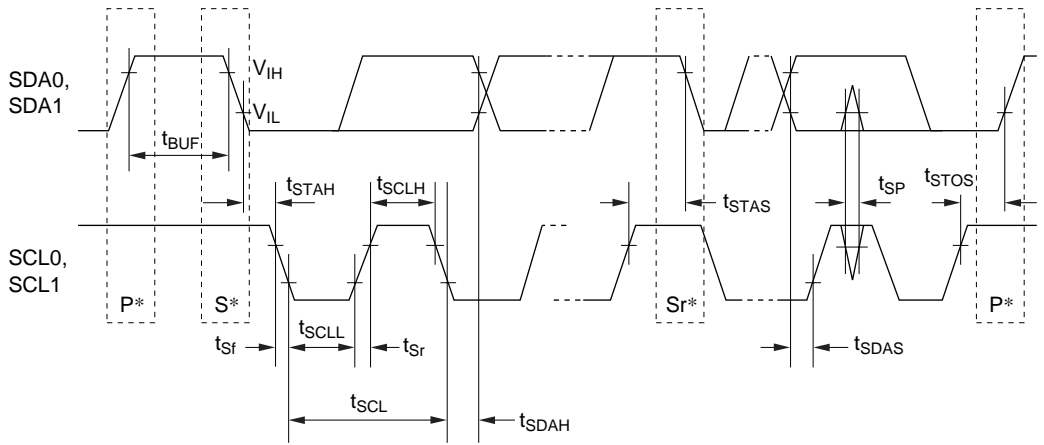 SDA0,
SDA1
V_IH
V_IL
t_BUF
t_STAH
t_SCLH
t_STAS
t_SP
t_STOS
SCL0,
SCL1
P*
S*
Sr*
P*
t_Sf
t_SCLL
t_Sr
t_SDAS
t_SCL
t_SDAH